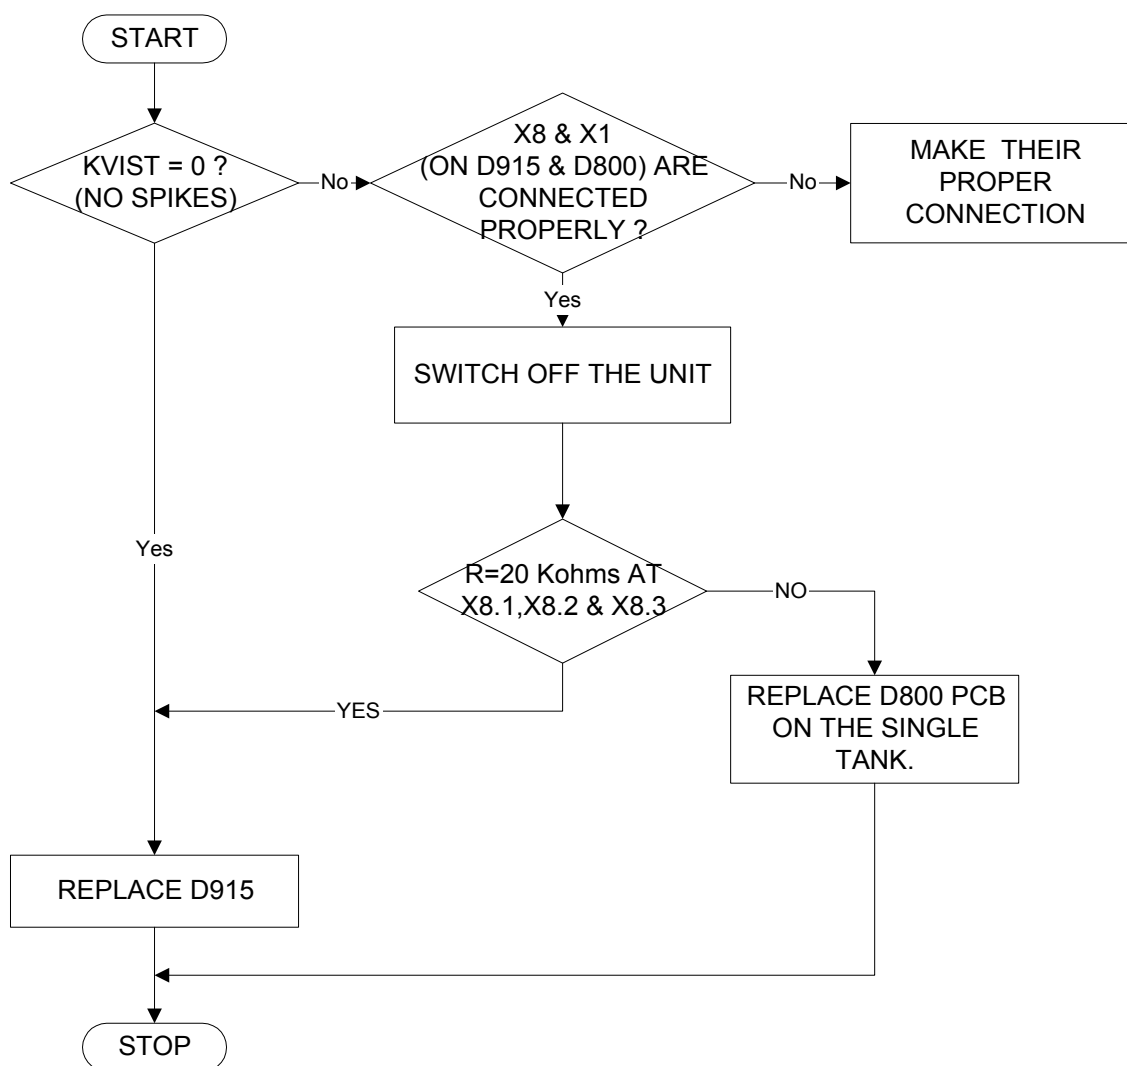 START
KVIST = 0 ?
(NO SPIKES)
No
X8 & X1
(ON D915 & D800) ARE
CONNECTED
PROPERLY ?
No
MAKE THEIR
PROPER
CONNECTION
Yes
SWITCH OFF THE UNIT
Yes
R=20 Kohms AT
X8.1,X8.2 & X8.3
NO
YES
REPLACE D800 PCB
ON THE SINGLE
TANK.
REPLACE D915
STOP